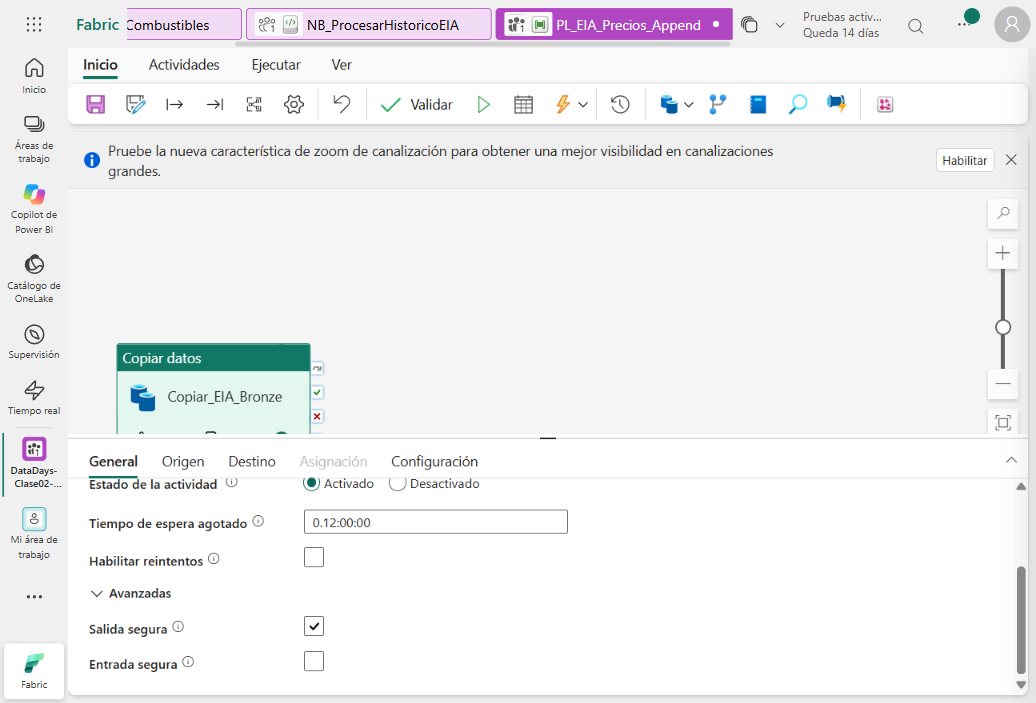 Fabric
Combustibles
NB_ProcesarHistoricoEIA
PL_EIA_Precios_Append
Pruebas activ...
Queda 14 días
Inicio
Actividades
Ejecutar
Ver
Validar
Pruebe la nueva característica de zoom de canalización para obtener una mejor visibilidad en canalizaciones
grandes.
Habilitar
Inicio
Áreas de
trabajo
Copilot de
Power BI
Catálogo de
OneLake
Supervisión
Tiempo real
DataDays-
Clase02-...
Mi área de
trabajo
Fabric
Copiar datos
Copiar_EIA_Bronze
General
Origen
Destino
Asignación
Configuración
Estado de la actividad
Activado
Desactivado
Tiempo de espera agotado
0.12:00:00
Habilitar reintentos
Avanzadas
Salida segura
Entrada segura